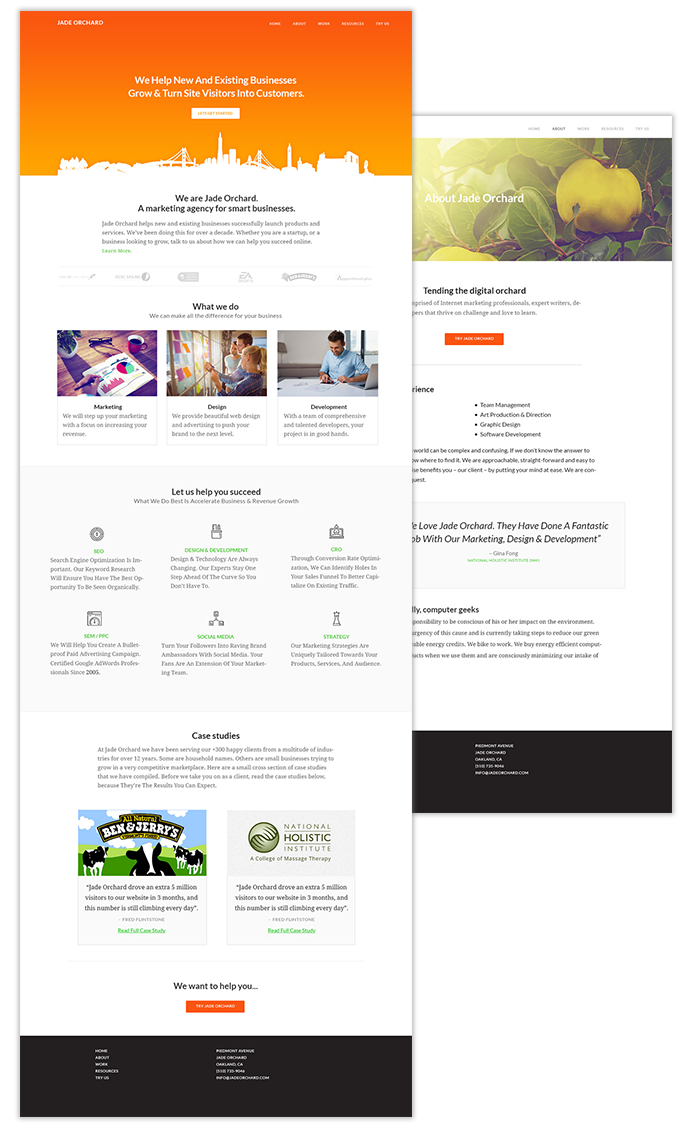 JADE ORCHARD
HOME ABOUT WORK RESOURCES TRY US
We Help New And Existing Businesses
Grow & Turn Site Visitors Into Customers.
LETS GET STARTED
We are Jade Orchard.
A marketing agency for smart businesses.
Jade Orchard helps new and existing businesses successfully launch products and
services. We've been doing this for over a decade. Whether you are a startup, or a
business looking to grow, talk to us about how we can help you succeed online.
Learn More.
EA
What we do
We can make all the difference for your business
Marketing
We will step up your marketing
with a focus on increasing your
revenue.
Design
We provide beautiful web design
and advertising to push your
brand to the next level.
Development
With a team of comprehensive
and talented developers, your
project is in good hands.
Let us help you succeed
What We Do Best Is Accelerate Business & Revenue Growth
SEO
Search Engine Optimization Is Im-
portant. Our Keyword Research
Will Ensure You Have The Best Op-
portunity To Be Seen Organically.
DESIGN & DEVELOPMENT
Design & Technology Are Always
Changing. Our Experts Stay One
Step Ahead Of The Curve So You
Don't Have To.
CRO
Through Conversion Rate Optimi-
zation, We Can Identify Holes In
Your Sales Funnel To Better Capi-
talize On Existing Traffic.
SEM / PPC
We Will Help You Create A Bullet-
proof Paid Advertising Campaign.
Certified Google AdWords Profes-
sionals Since 2005.
SOCIAL MEDIA
Turn Your Followers Into Raving Brand
Ambassadors With Social Media. Your
Fans Are An Extension Of Your Market-
ing Team.
STRATEGY
Our Marketing Strategies Are
Uniquely Tailored Towards Your
Products, Services, And Audience.
Case studies
At Jade Orchard we have been serving our +300 happy clients from a multitude of indus-
tries for over 12 years. Some are household names. Others are small businesses trying to
grow in a very competitive marketplace. Here are a small cross section of case studies
that we have compiled. Before we take you on as a client, read the case studies below,
because They're The Results You Can Expect.
All Natural
BEN & JERRY'S
"Jade Orchard drove an extra 5 million
visitors to our website in 3 months, and
this number is still climbing every day".
- FRED FLINTSTONE
Read Full Case Study
NATIONAL
HOLISTIC
INSTITUTE
A College of Massage Therapy
"Jade Orchard drove an extra 5 million
visitors to our website in 3 months, and
this number is still climbing every day".
- FRED FLINTSTONE
Read Full Case Study
We want to help you...
TRY JADE ORCHARD
HOME
ABOUT
WORK
RESOURCES
TRY US
PIEDMONT AVENUE
JADE ORCHARD
OAKLAND, CA
(510) 735-9046
INFO@JADEORCHARD.COM
HOME ABOUT WORK RESOURCES TRY US
About Jade Orchard
Tending the digital orchard
prised of Internet marketing professionals, expert writers, de-
pers that thrive on challenge and love to learn.
TRY JADE ORCHARD
rience
• Team Management
• Art Production & Direction
• Graphic Design
• Software Development
world can be complex and confusing. If we don't know the answer to
ow where to find it. We are approachable, straight-forward and easy to
se benefits you – our client – by putting your mind at ease. We are con-
quest.
e Love Jade Orchard. They Have Done A Fantastic
ob With Our Marketing, Design & Development"
– Gina Fong
NATIONAL HOLISTIC INSTITUTE (NHI)
lly, computer geeks
ponsibility to be conscious of his or her impact on the environment.
urgency of this cause and is currently taking steps to reduce our green
able energy credits. We bike to work. We buy energy efficient comput-
ducts when we use them and are consciously minimizing our intake of
PIEDMONT AVENUE
JADE ORCHARD
OAKLAND, CA
(510) 735-9046
INFO@JADEORCHARD.COM